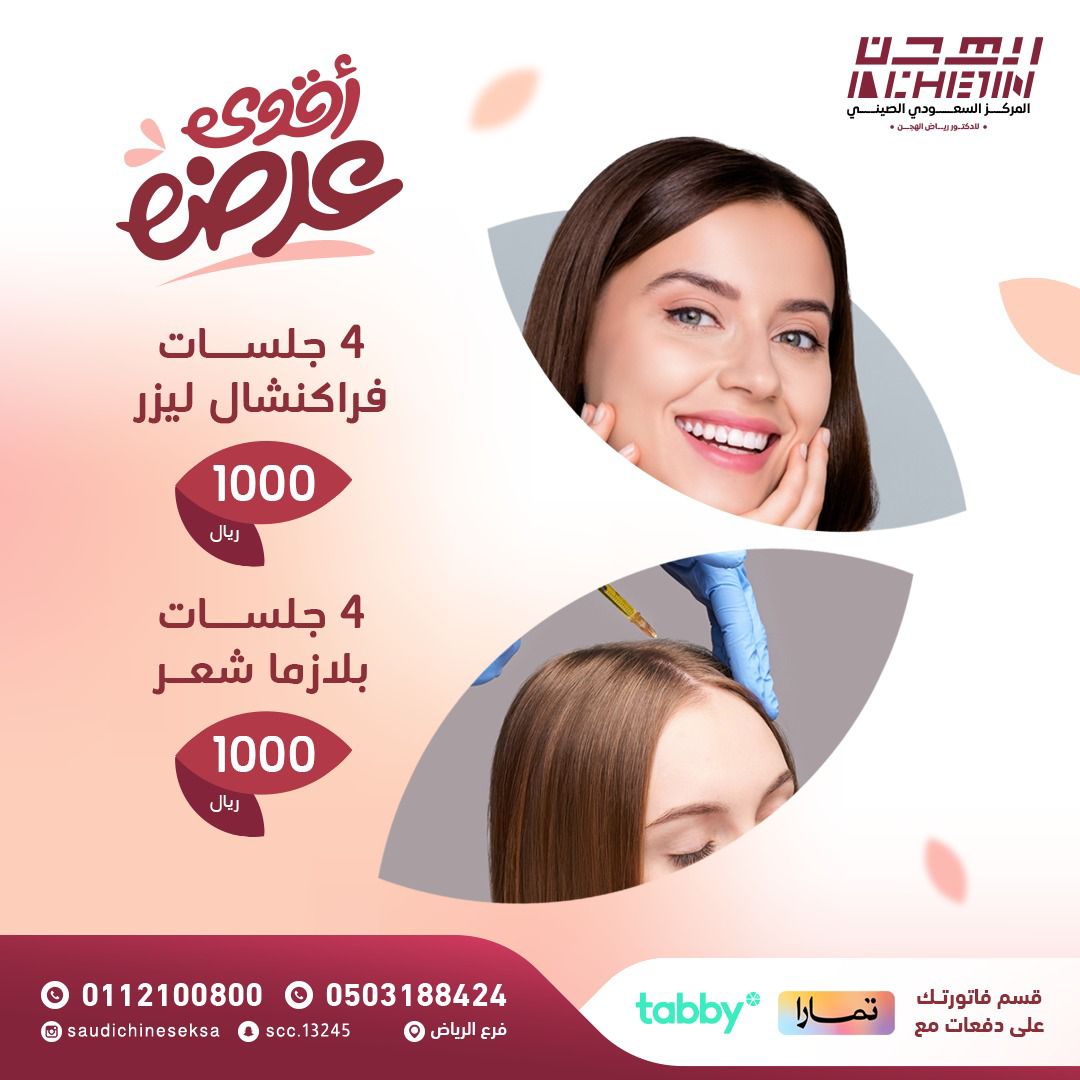 الهجن
ALHEJIN
المركز السعودي الصيني
• للدكتور رياض الهجن •
أقوى
عرض
4 جلسات
فراكنشال ليزر
1000
ريال
4 جلسات
بلازما شعر
1000
ريال
قسم فاتورتك
على دفعات مع
تمارا
tabby
0112100800
0503188424
saudichineseksa
scc.13245
فرع الرياض